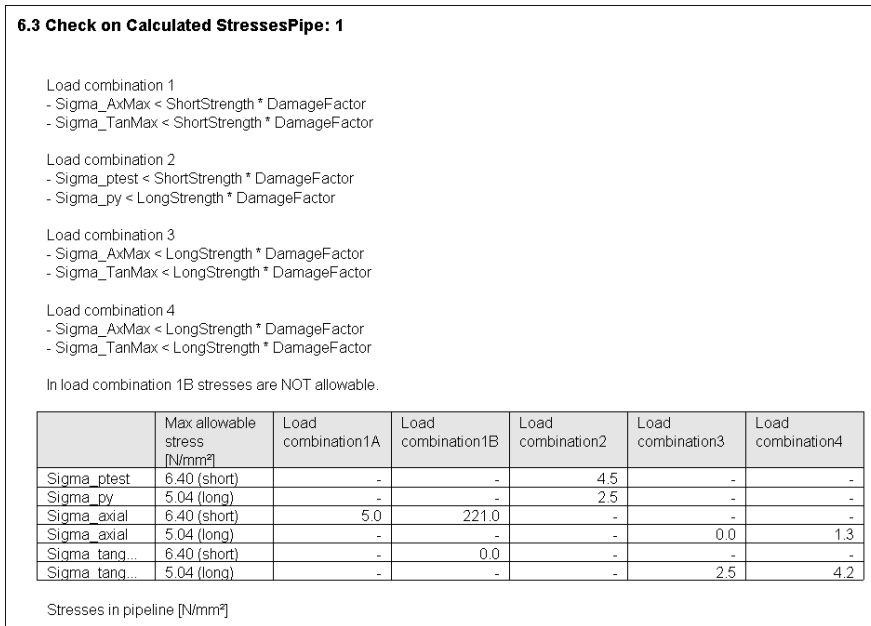 6.3 Check on Calculated StressesPipe: 1
Load combination 1
- Sigma_AxMax < ShortStrength * DamageFactor
- Sigma_TanMax < ShortStrength * DamageFactor
Load combination 2
- Sigma_ptest < ShortStrength * DamageFactor
- Sigma_py < LongStrength * DamageFactor
Load combination 3
- Sigma_AxMax < LongStrength * DamageFactor
- Sigma_TanMax < LongStrength * DamageFactor
Load combination 4
- Sigma_AxMax < LongStrength * DamageFactor
- Sigma_TanMax < LongStrength * DamageFactor
In load combination 1B stresses are NOT allowable.
Max allowable Load Load Load Load Load
stress combination1A combination1B combination2 combination3 combination4
[N/mm²]
Sigma_ptest 6.40 (short) - - 4.5 - -
Sigma_py 5.04 (long) - - 2.5 - -
Sigma_axial 6.40 (short) 5.0 221.0 - - -
Sigma_axial 5.04 (long) - - - 0.0 1.3
Sigma_tang... 6.40 (short) - 0.0 - - -
Sigma_tang... 5.04 (long) - - - 2.5 4.2
Stresses in pipeline [N/mm²]